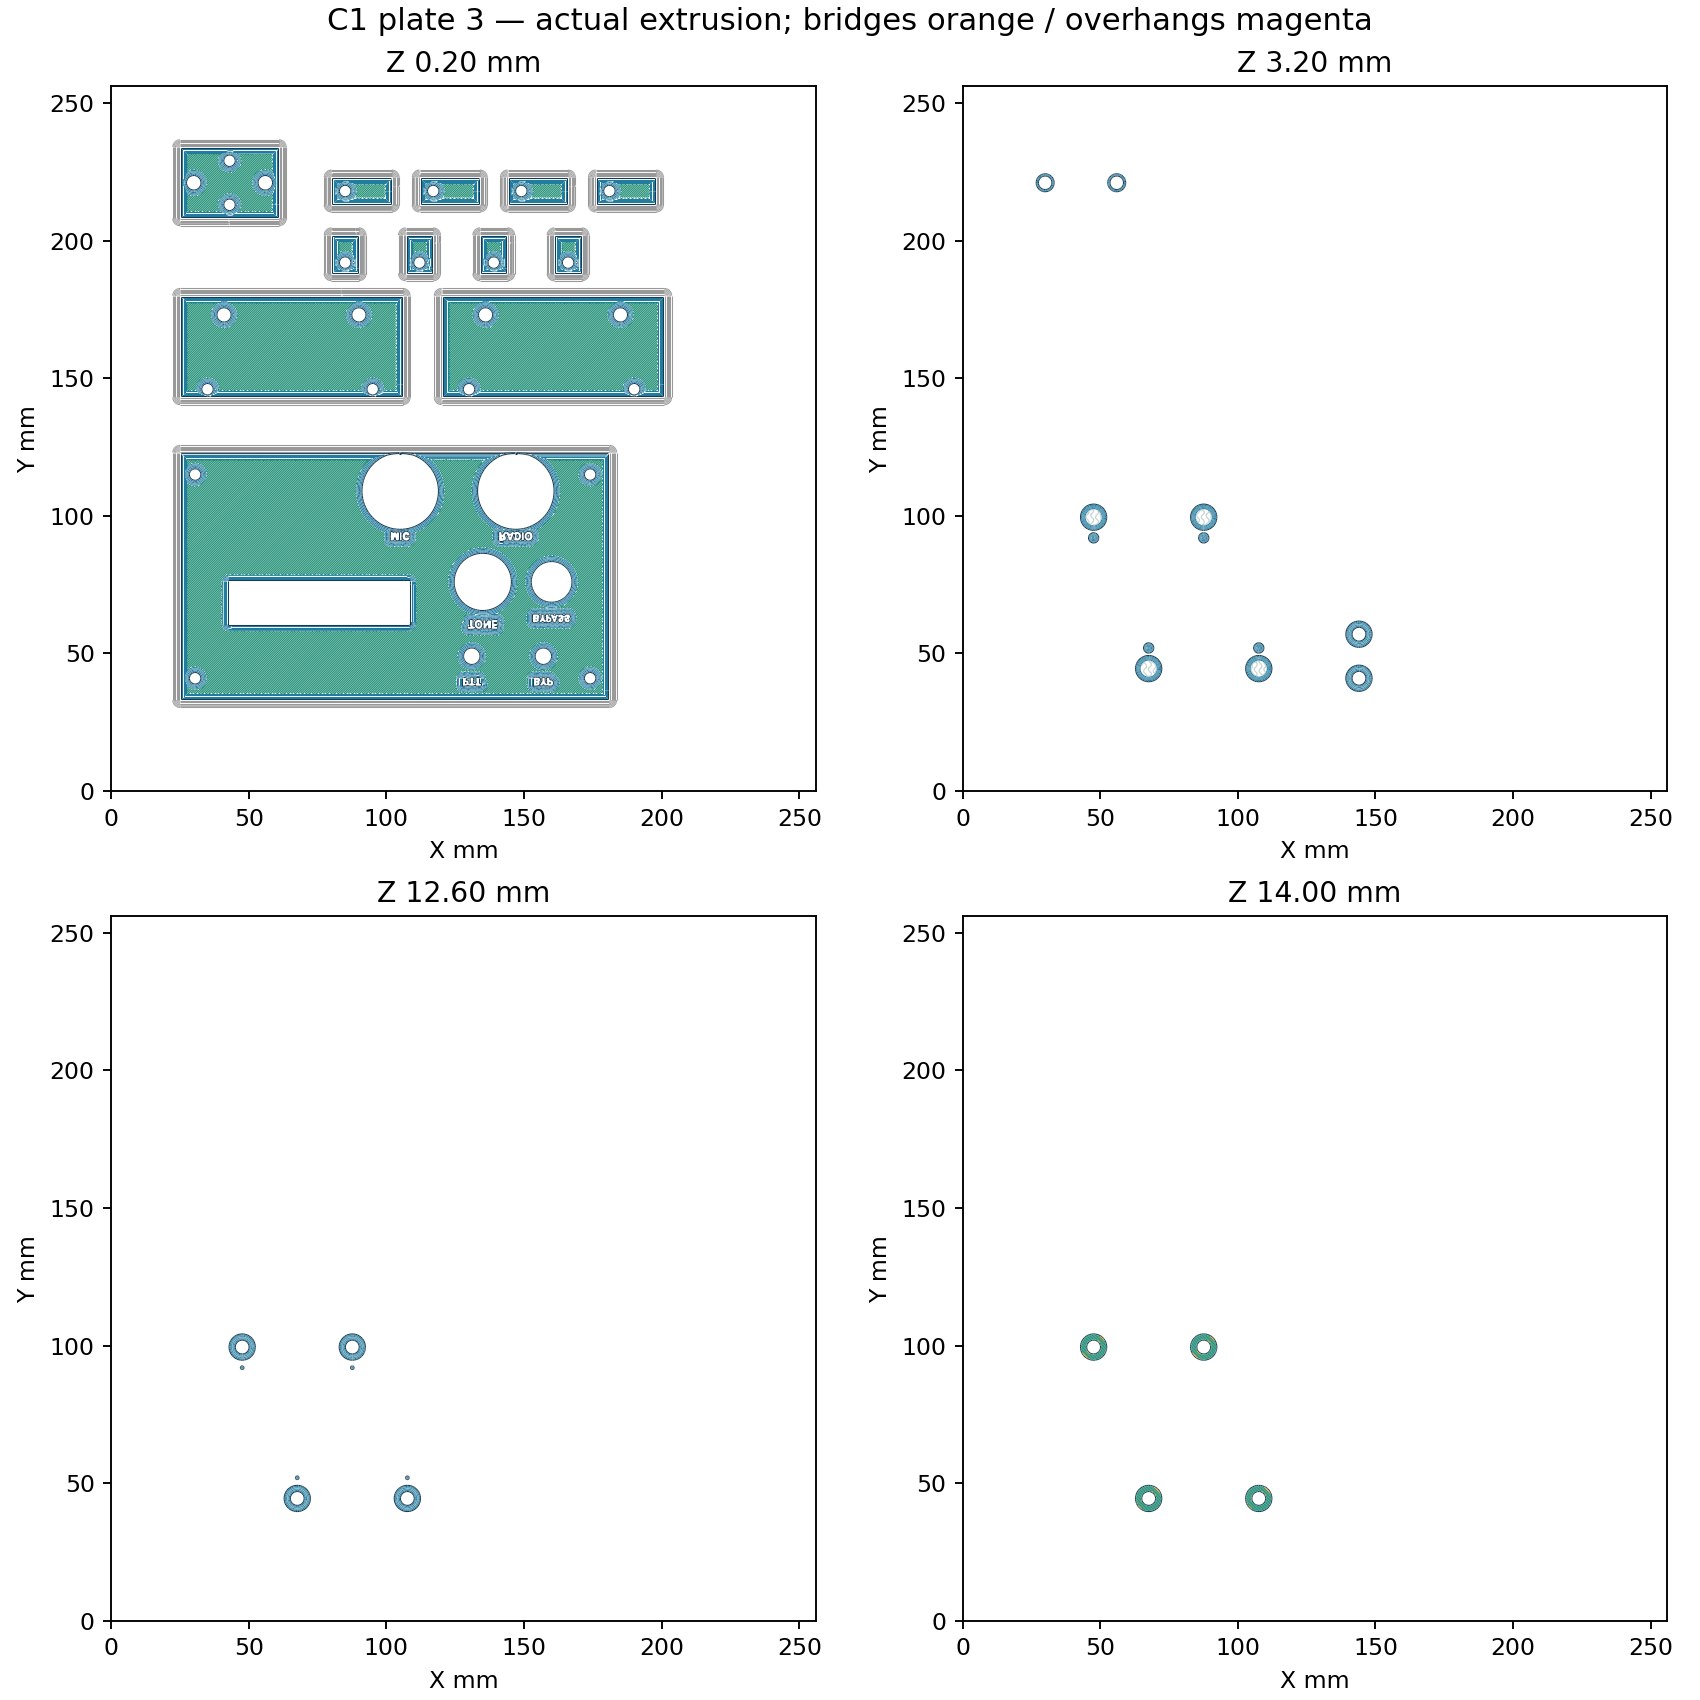 C1 plate 3 — actual extrusion; bridges orange / overhangs magenta
Z 0.20 mm
250
200
150
100
50
0
Y mm
MIC
RADIO
TONE
BYPASS
PTT
BYP
0 50 100 150 200 250
X mm
Z 3.20 mm
250
200
150
100
50
0
Y mm
0 50 100 150 200 250
X mm
Z 12.60 mm
250
200
150
100
50
0
Y mm
0 50 100 150 200 250
X mm
Z 14.00 mm
250
200
150
100
50
0
Y mm
0 50 100 150 200 250
X mm